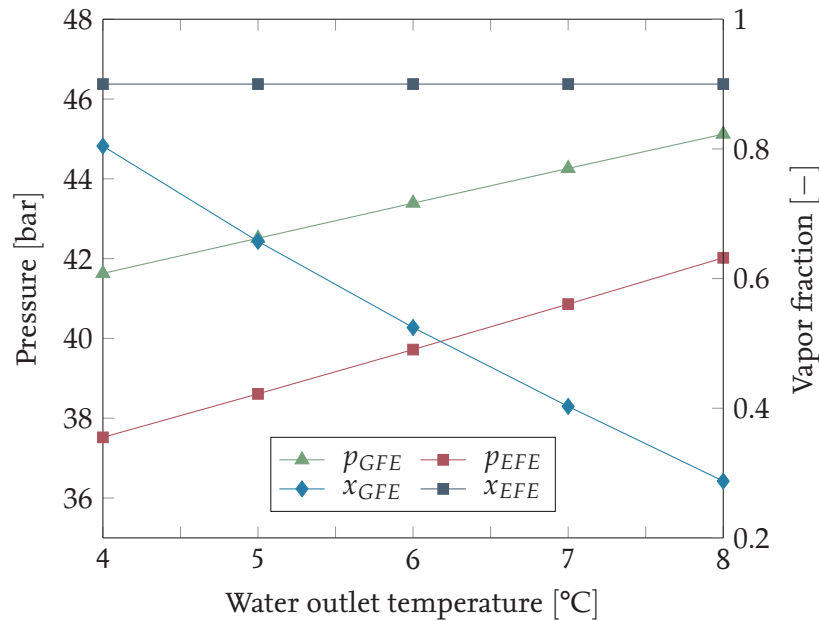 48
46
44
42
40
38
36
Pressure [bar]
1
0.8
0.6
0.4
0.2
Vapor fraction [—]
p_GFE p_EFE
x_GFE x_EFE
4 5 6 7 8
Water outlet temperature [°C]